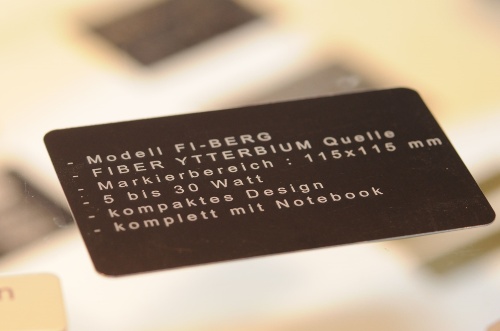 - Modell FI-BERG
- FIBER YTTERBIUM Quelle
- Markierbereich : 115x115 mm
- 5 bis 30 Watt
- kompaktes Design
- komplett mit Notebook
n